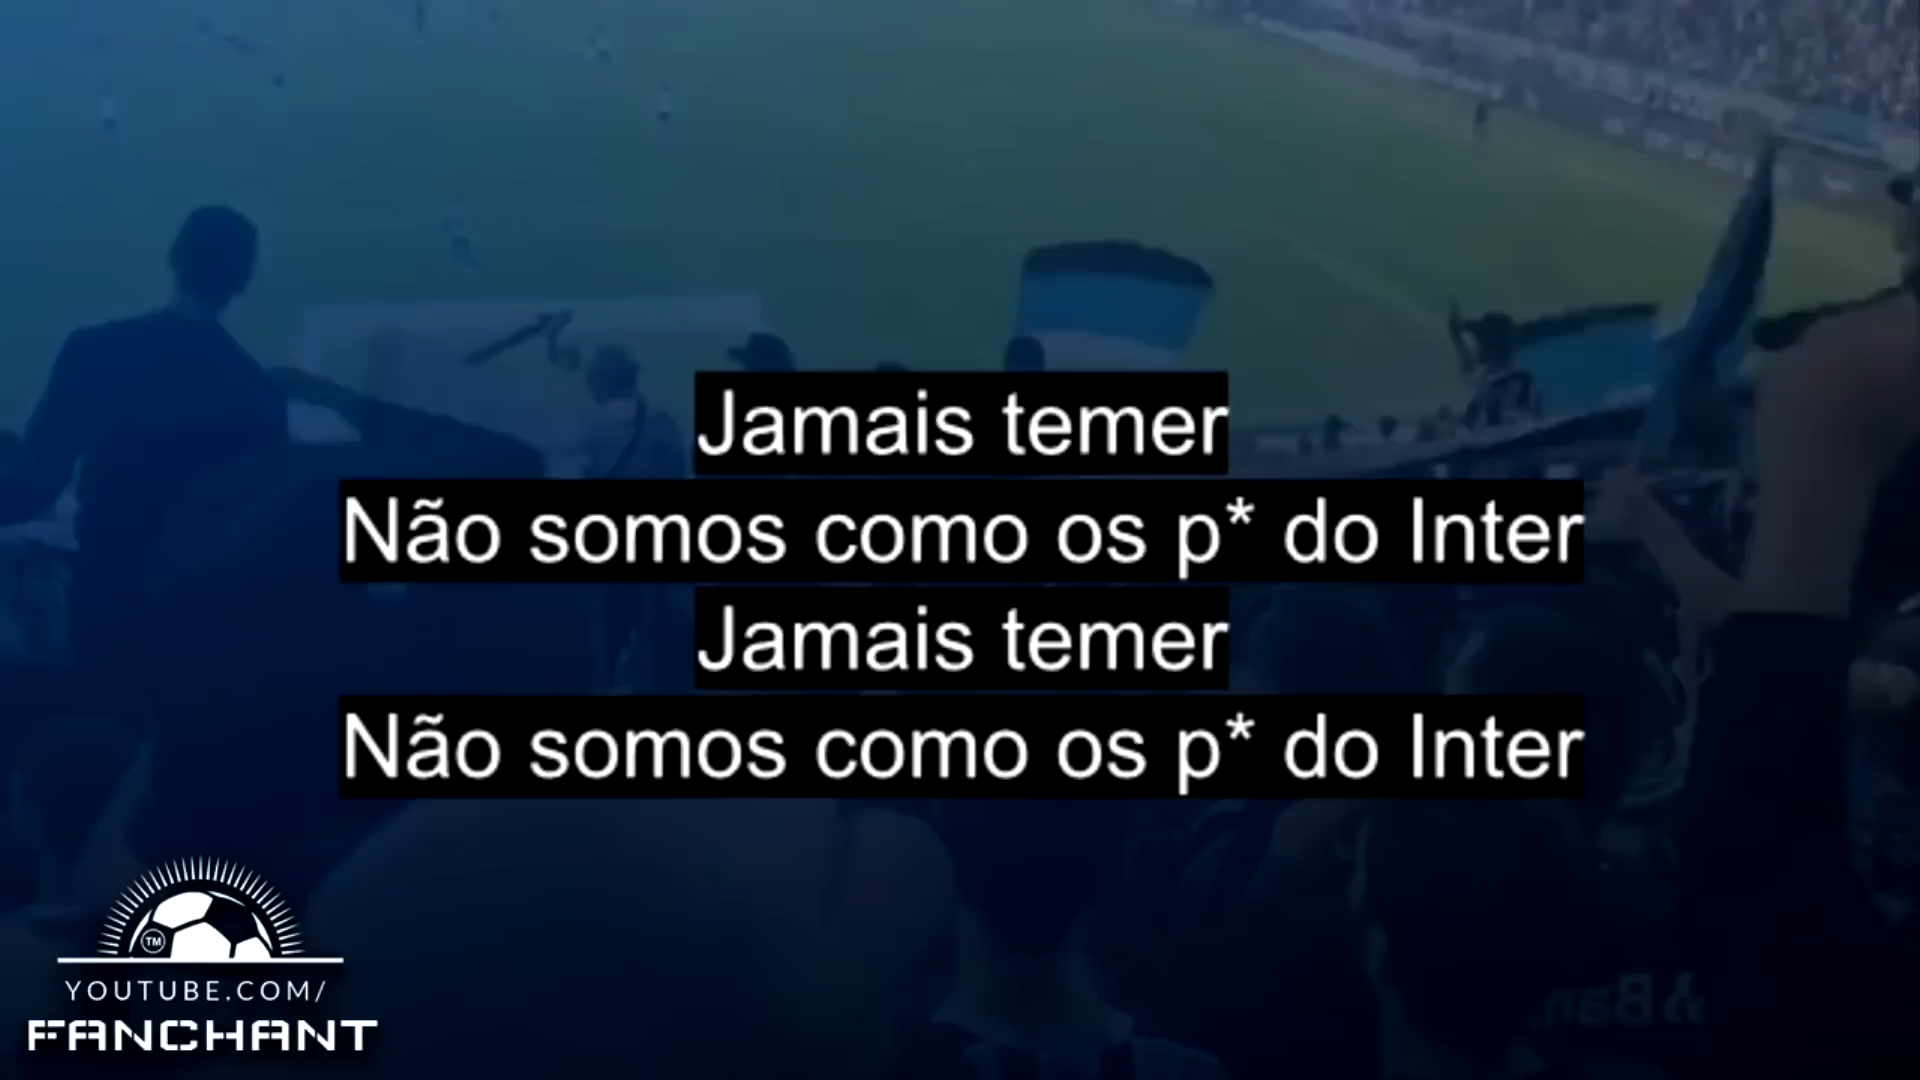 Jamais temer
Não somos como os p* do Inter
Jamais temer
Não somos como os p* do Inter
TM
YOUTUBE.COM/
FANCHANT